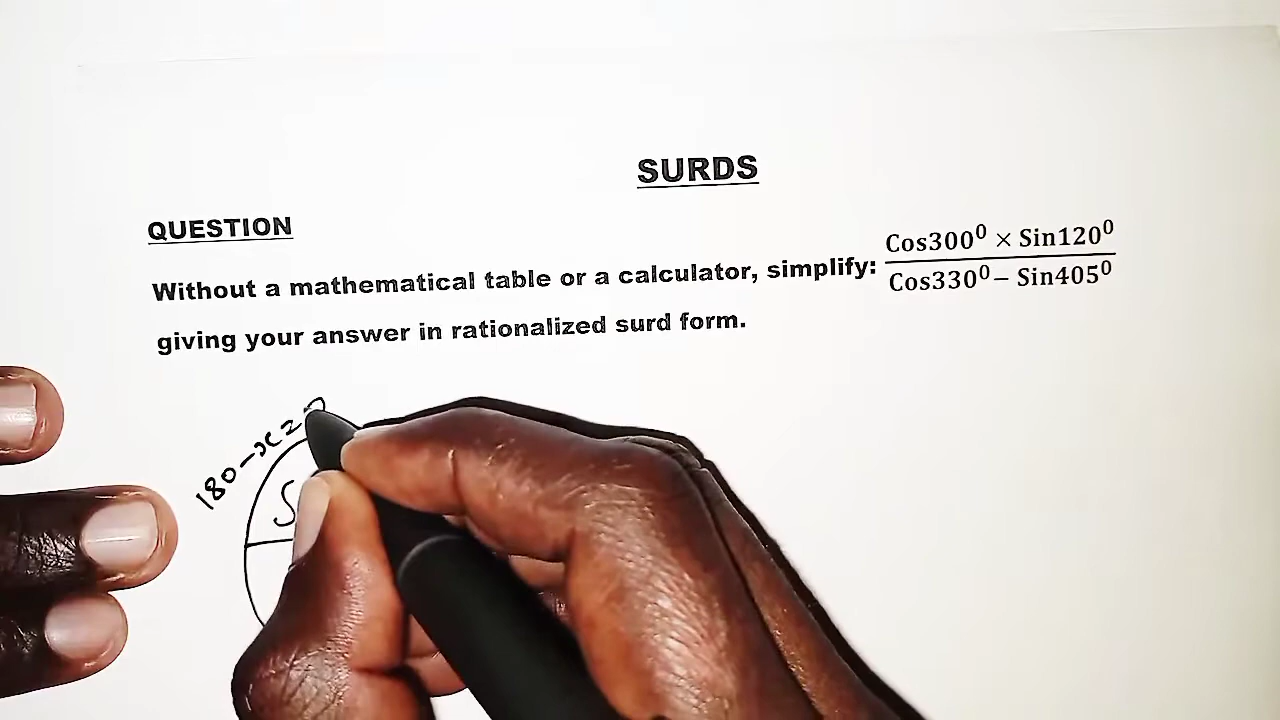 SURDS
QUESTION
Without a mathematical table or a calculator, simplify: \frac{Cos300⁰ × Sin120⁰}{Cos330⁰ – Sin405⁰}
giving your answer in rationalized surd form.
180-x=
S